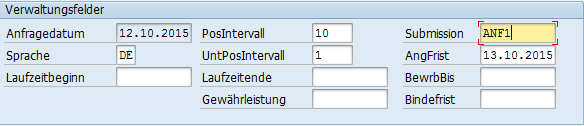 Verwaltungsfelder
Anfragedatum 12.10.2015 PosIntervall 10 Submission ANF1
Sprache DE UntPosIntervall 1 AngFrist 13.10.2015
Laufzeitbeginn Laufzeitende BewrbBis
Gewährleistung Bindefrist